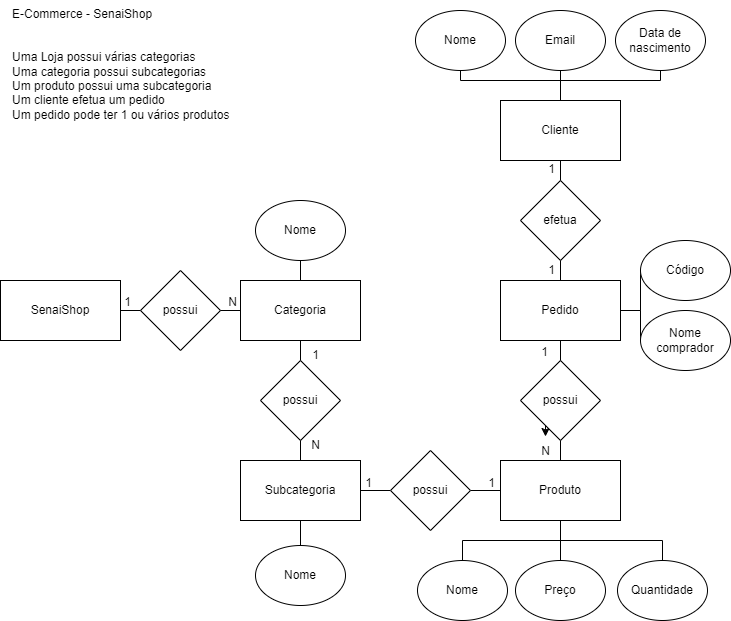 E-Commerce - SenaiShop
Uma Loja possui várias categorias
Uma categoria possui subcategorias
Um produto possui uma subcategoria
Um cliente efetua um pedido
Um pedido pode ter 1 ou vários produtos
Nome
Email
Data de
nascimento
Cliente
1
efetua
1
Nome
Código
SenaiShop
1
possui
N
Categoria
Pedido
Nome
comprador
1
1
possui
possui
N
N
Subcategoria
1
possui
1
Produto
Nome
Nome
Preço
Quantidade